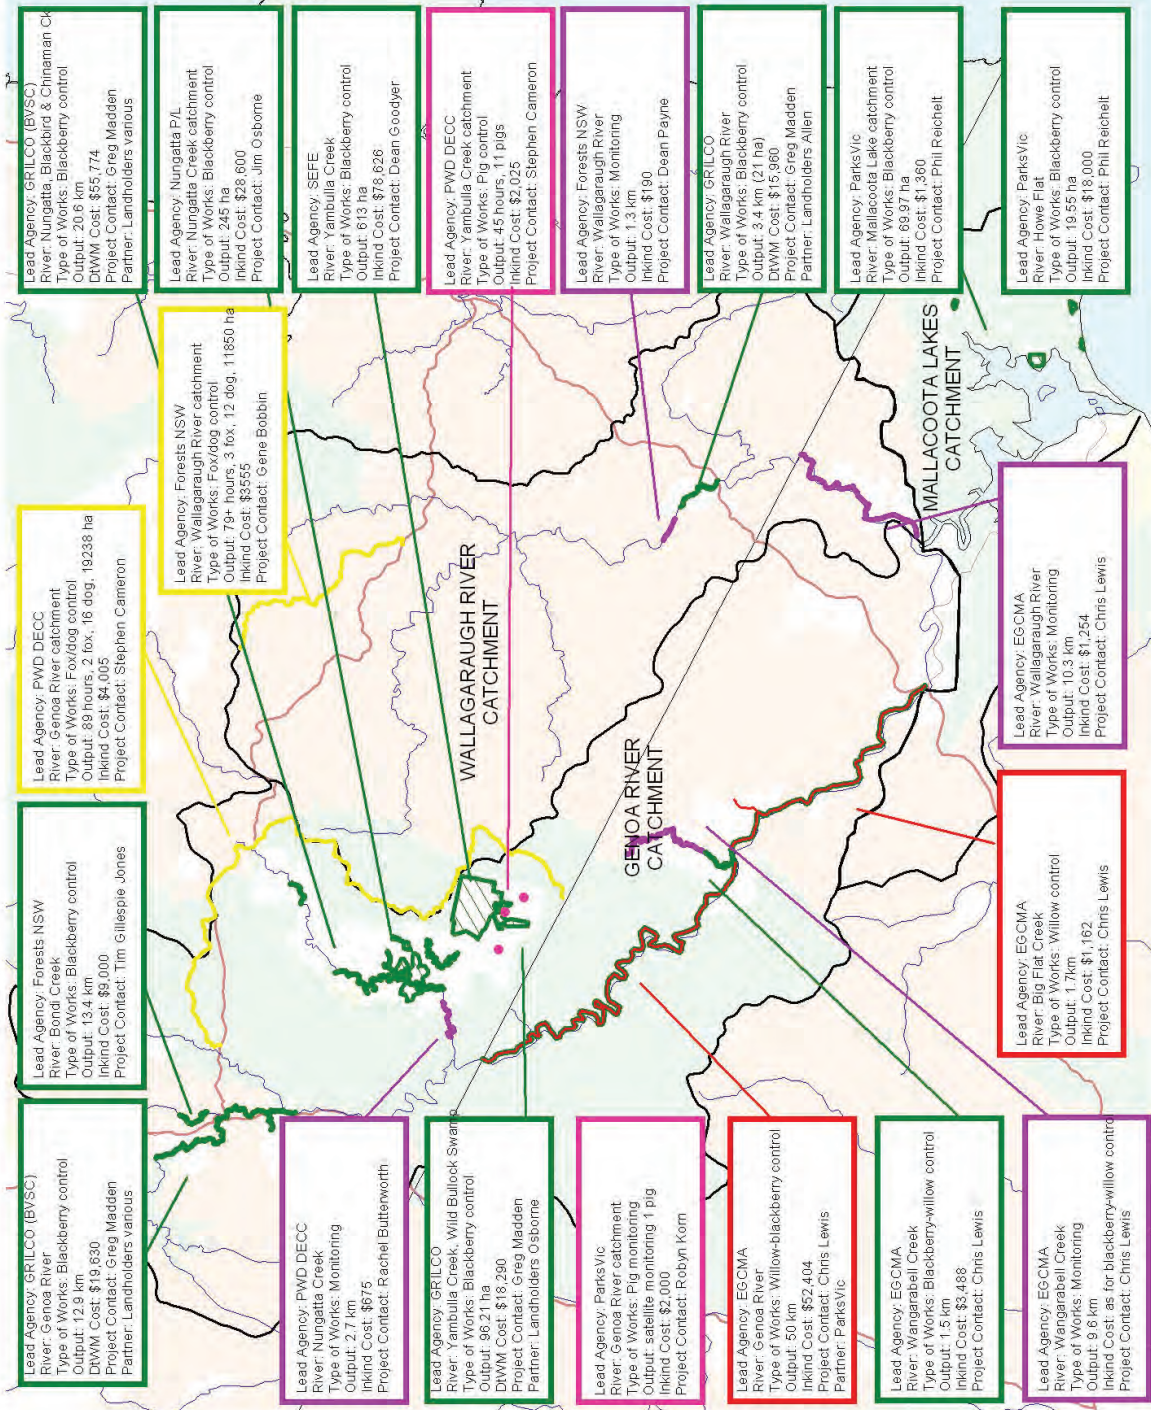 Lead Agency: GRILCO (BVSC)
River: Genoa River
Type of Works: Blackberry control
Output: 12.9 km
DtWM Cost: $19,630
Project Contact: Greg Madden
Partner: Landholders various
Lead Agency: Forests NSW
River: Bondi Creek
Type of Works: Blackberry control
Output: 13.4 km
Inkind Cost: $9,000
Project Contact: Tim Gillespie Jones
Lead Agency: PWD DECC
River: Genoa River catchment
Type of Works: Fox/dog control
Output: 89 hours, 2 fox, 16 dog, 19238 ha
Inkind Cost: $4,005
Project Contact: Stephen Cameron
Lead Agency: GRILCO (BVSC)
River: Nungatta, Blackbird & Chinaman Ck
Type of Works: Blackberry control
Output: 20.6 km
DtWM Cost: $55,774
Project Contact: Greg Madden
Partner: Landholders various
Lead Agency: Forests NSW
River: Wallagaraugh River catchment
Type of Works: Fox/dog control
Output: 79+ hours, 3 fox, 12 dog, 11850 ha
Inkind Cost: $3555
Project Contact: Gene Bobbin
Lead Agency: Nungatta P/L
River: Nungatta Creek catchment
Type of Works: Blackberry control
Output: 245 ha
Inkind Cost: $28,600
Project Contact: Jim Osborne
Lead Agency: SEFE
River: Yambulla Creek
Type of Works: Blackberry control
Output: 613 ha
Inkind Cost: $78,626
Project Contact: Dean Goodyer
Lead Agency: PWD DECC
River: Yambulla Creek catchment
Type of Works: Pig control
Output: 45 hours, 11 pigs
Inkind Cost: $2,025
Project Contact: Stephen Cameron
Lead Agency: Forests NSW
River: Wallagaraugh River
Type of Works: Monitoring
Output: 1.3 km
Inkind Cost: $190
Project Contact: Dean Payne
Lead Agency: GRILCO
River: Wallagaraugh River
Type of Works: Blackberry control
Output: 3.4 km (21 ha)
DtWM Cost: $15,960
Project Contact: Greg Madden
Partner: Landholders Allen
Lead Agency: ParksVic
River: Mallacoota Lake catchment
Type of Works: Blackberry control
Output: 69.97 ha
Inkind Cost: $1,360
Project Contact: Phil Reichelt
Lead Agency: ParksVic
River: Howe Flat
Type of Works: Blackberry control
Output: 19.55 ha
Inkind Cost: $18,000
Project Contact: Phil Reichelt
WALLAGARAUGH RIVER
CATCHMENT
GENOA RIVER
CATCHMENT
MALLACOOTA LAKES
CATCHMENT
Lead Agency: PWD DECC
River: Nungatta Creek
Type of Works: Monitoring
Output: 2.7 km
Inkind Cost: $675
Project Contact: Rachel Butterworth
Lead Agency: GRILCO
River: Yambulla Creek, Wild Bullock Swamp
Type of Works: Blackberry control
Output: 96.21 ha
DtWM Cost: $18,290
Project Contact: Greg Madden
Partner: Landholders Osborne
Lead Agency: ParksVic
River: Genoa River catchment
Type of Works: Pig monitoring
Output: satellite monitoring 1 pig
Inkind Cost: $2,000
Project Contact: Robyn Korn
Lead Agency: EGCMA
River: Genoa River
Type of Works: Willow-blackberry control
Output: 50 km
Inkind Cost: $52,404
Project Contact: Chris Lewis
Partner: ParksVic
Lead Agency: EGCMA
River: Wangarabell Creek
Type of Works: Blackberry-willow control
Output: 1.5 km
Inkind Cost: $3,488
Project Contact: Chris Lewis
Lead Agency: EGCMA
River: Wangarabell Creek
Type of Works: Monitoring
Output: 9.6 km
Inkind Cost: as for blackberry-willow control
Project Contact: Chris Lewis
Lead Agency: EGCMA
River: Big Flat Creek
Type of Works: Willow control
Output: 1.7km
Inkind Cost: $1,162
Project Contact: Chris Lewis
Lead Agency: EGCMA
River: Wallagaraugh River
Type of Works: Monitoring
Output: 10.3 km
Inkind Cost: $1,254
Project Contact: Chris Lewis